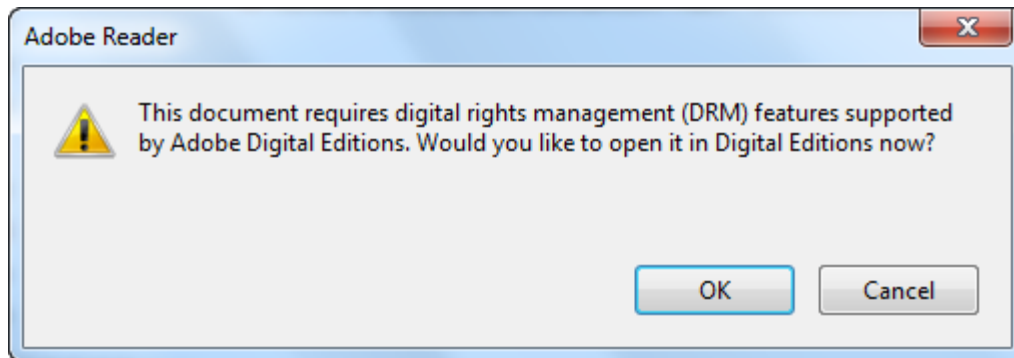 Adobe Reader
This document requires digital rights management (DRM) features supported
by Adobe Digital Editions. Would you like to open it in Digital Editions now?
OK
Cancel